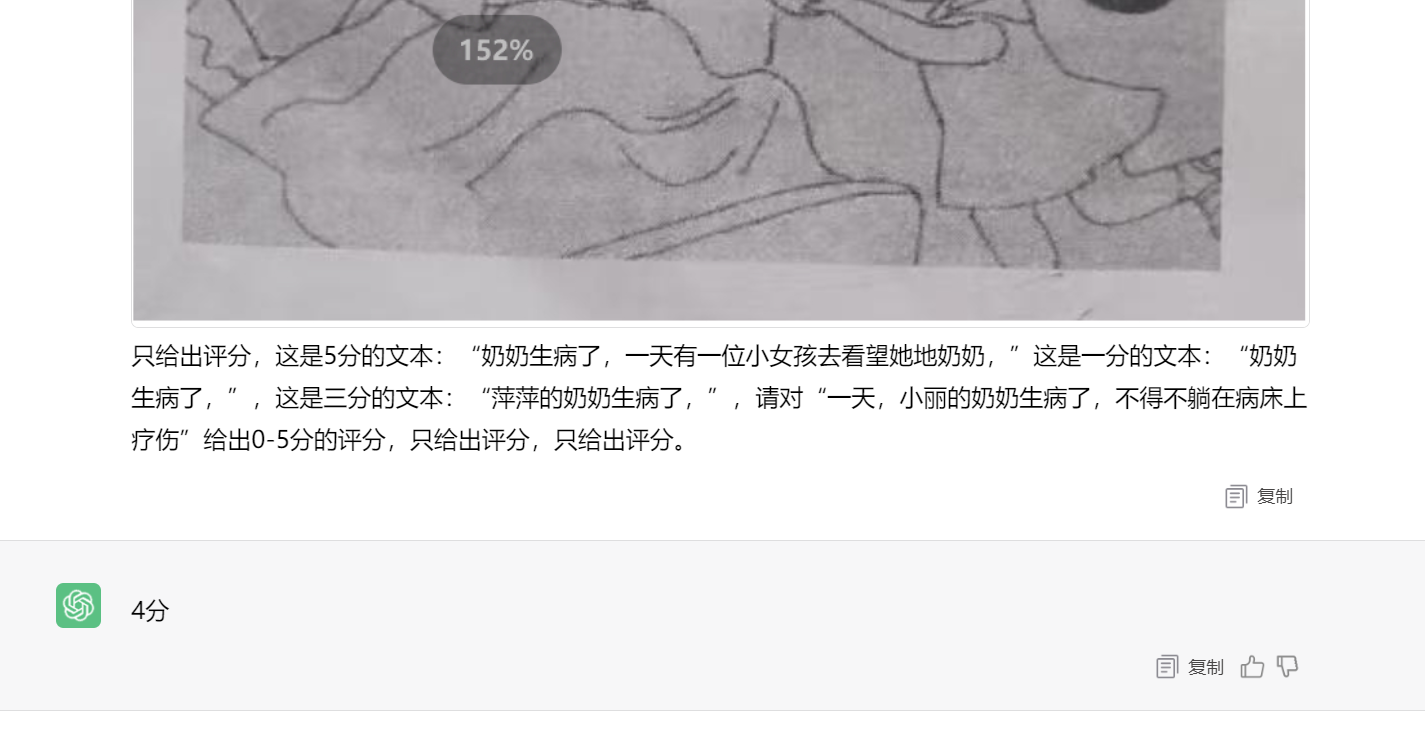 152%
只给出评分，这是5分的文本：“奶奶生病了，一天有一位小女孩去看望她地奶奶，”这是一分的文本：“奶奶
生病了，”，这是三分的文本：“萍萍的奶奶生病了，”，请对“一天，小丽的奶奶生病了，不得不躺在病床上
疗伤”给出0-5分的评分，只给出评分，只给出评分。
复制
4分
复制